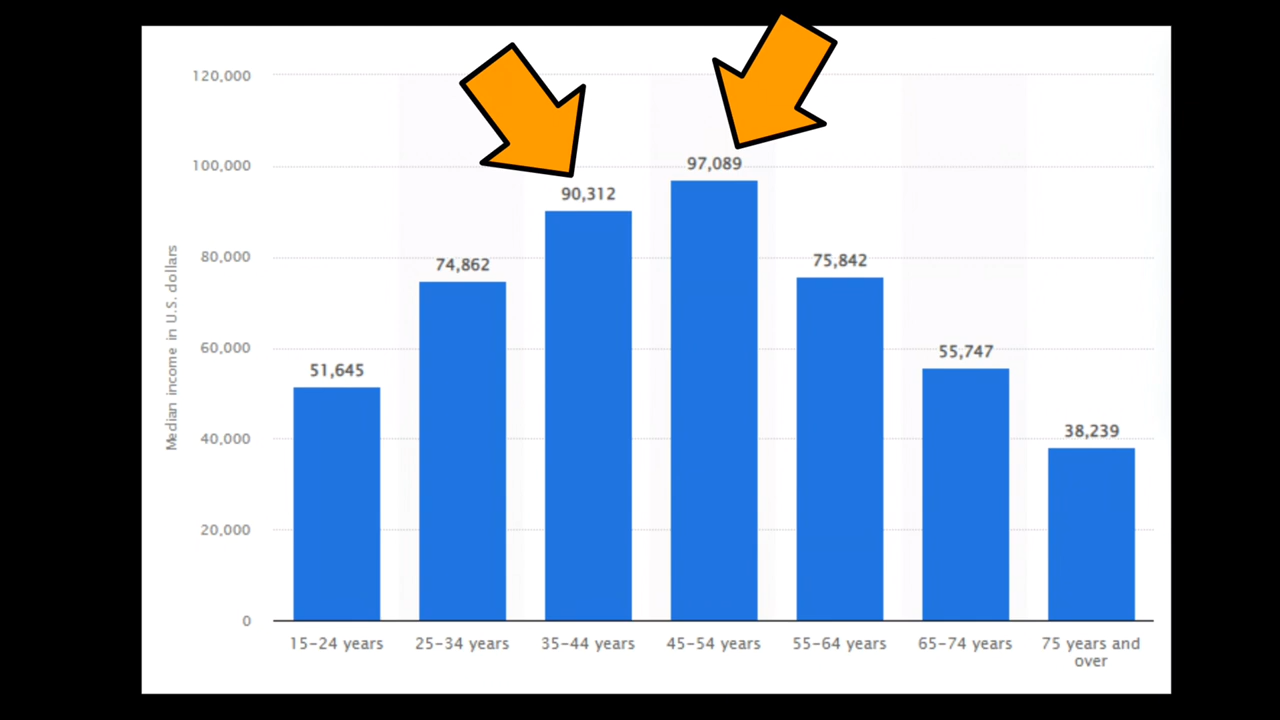 120,000
100,000
80,000
60,000
40,000
20,000
0
Median income in U.S. dollars
51,645
74,862
90,312
97,089
75,842
55,747
38,239
15–24 years
25–34 years
35–44 years
45–54 years
55–64 years
65–74 years
75 years and
over